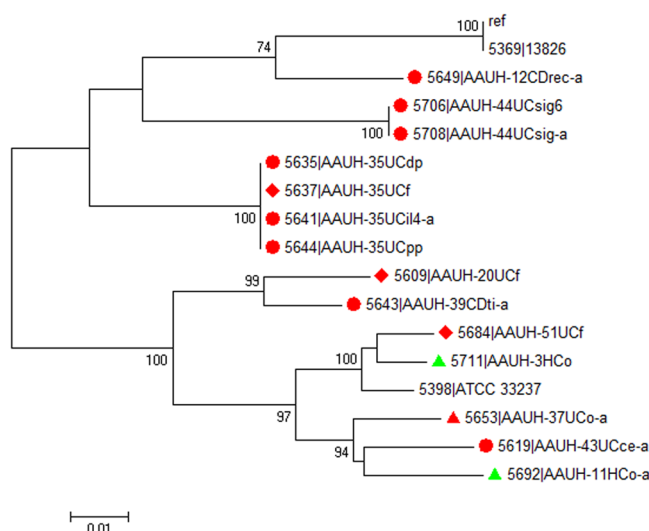 ref
100
5369|13826
74
5649|AAUH-12CDrec-a
5706|AAUH-44UCsig6
100
5708|AAUH-44UCsig-a
5635|AAUH-35UCdp
5637|AAUH-35UCf
100
5641|AAUH-35UCil4-a
5644|AAUH-35UCpp
5609|AAUH-20UCf
99
5643|AAUH-39CDti-a
100
5684|AAUH-51UCf
100
5711|AAUH-3HCo
5398|ATCC 33237
97
5653|AAUH-37UCo-a
94
5619|AAUH-43UCce-a
5692|AAUH-11HCo-a
0.01